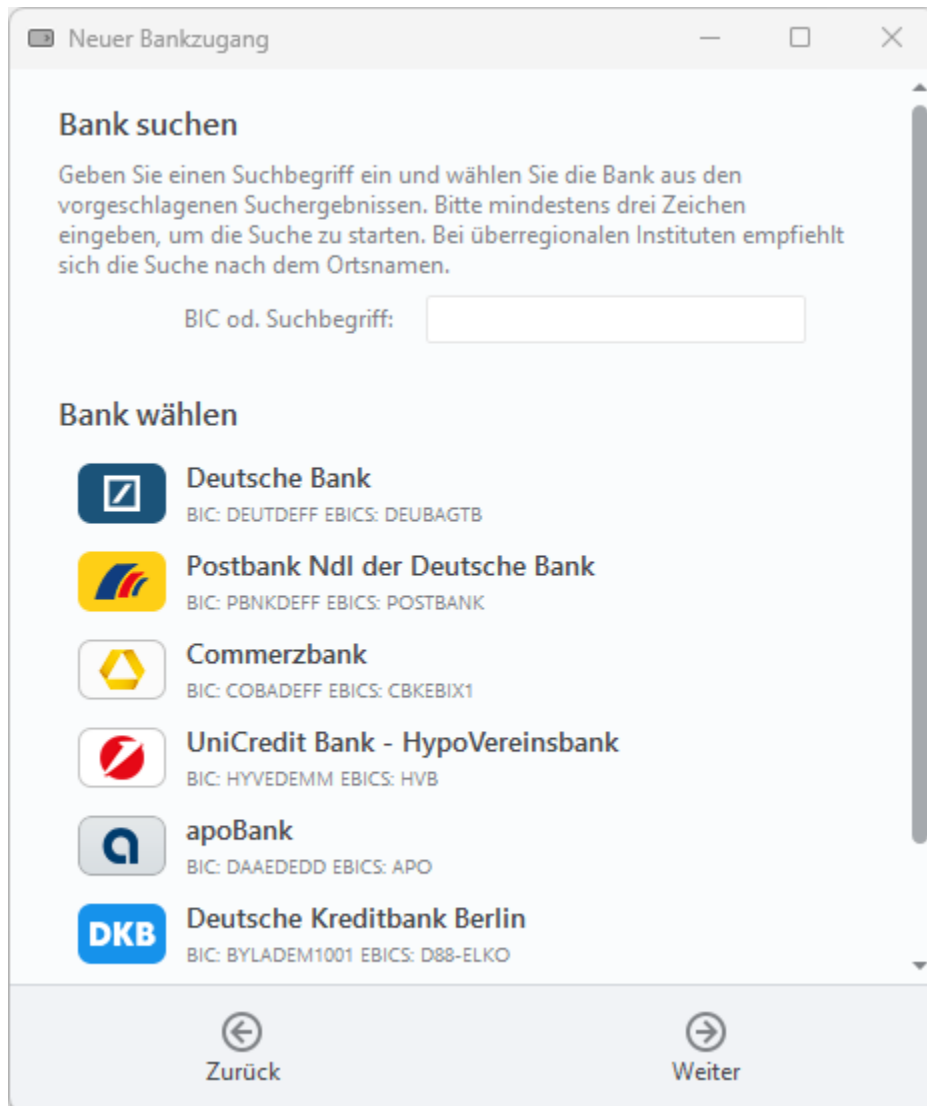 Neuer Bankzugang
Bank suchen
Geben Sie einen Suchbegriff ein und wählen Sie die Bank aus den
vorgeschlagenen Suchergebnissen. Bitte mindestens drei Zeichen
eingeben, um die Suche zu starten. Bei überregionalen Instituten empfiehlt
sich die Suche nach dem Ortsnamen.
BIC od. Suchbegriff:
Bank wählen
Deutsche Bank
BIC: DEUTDEFF EBICS: DEUBAGTB
Postbank Ndl der Deutsche Bank
BIC: PBNKDEFF EBICS: POSTBANK
Commerzbank
BIC: COBADEFF EBICS: CBKEBIX1
UniCredit Bank - HypoVereinsbank
BIC: HYVEDEMM EBICS: HVB
apoBank
BIC: DAAEDEDD EBICS: APO
DKB Deutsche Kreditbank Berlin
BIC: BYLADEM1001 EBICS: D88-ELKO
Zurück Weiter